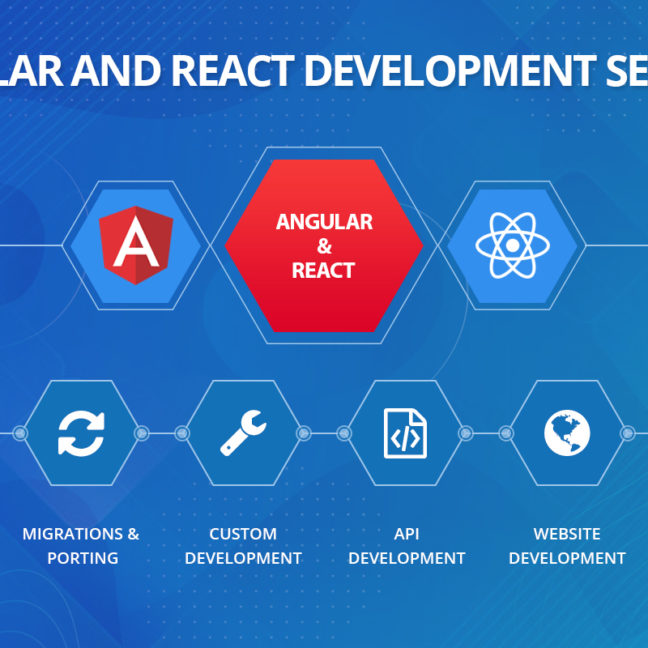 LAR AND REACT DEVELOPMENT SE
A
ANGULAR
&
REACT
MIGRATIONS &
PORTING
CUSTOM
DEVELOPMENT
API
DEVELOPMENT
WEBSITE
DEVELOPMENT